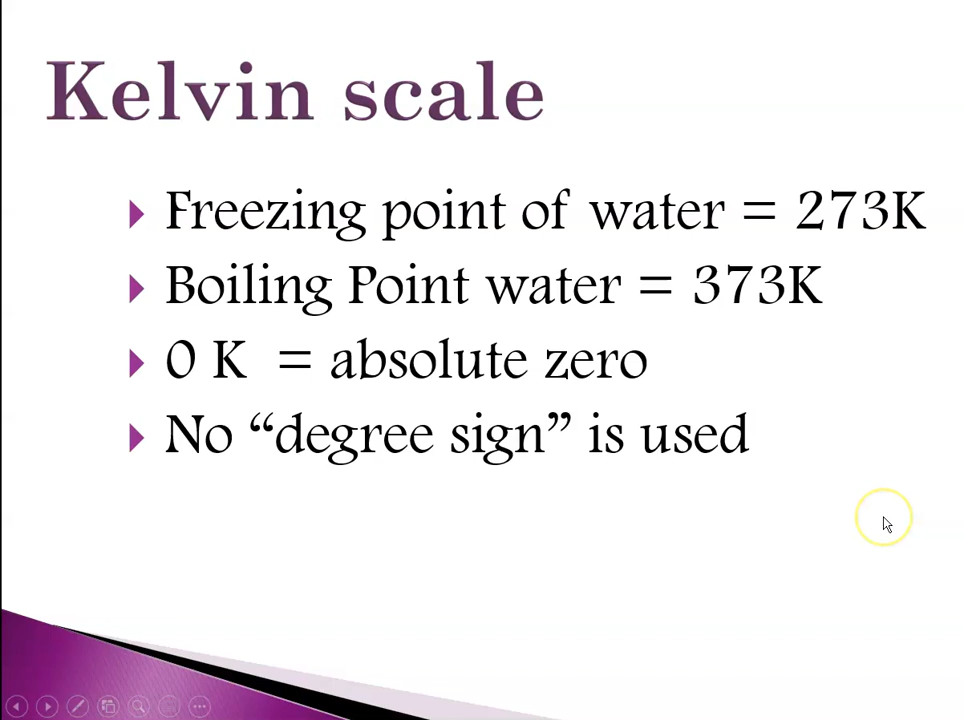 Kelvin scale
Freezing point of water = 273K
Boiling Point water = 373K
0 K = absolute zero
No “degree sign” is used